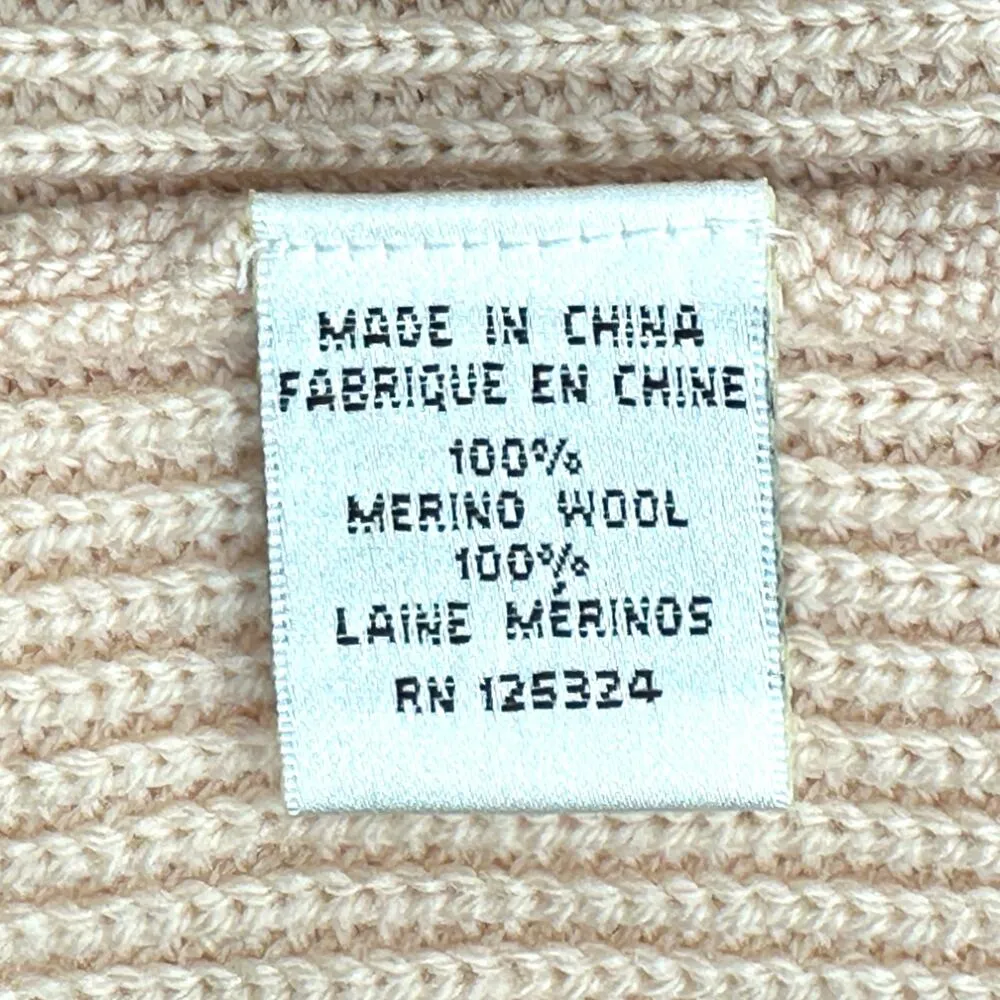 MADE IN CHINA
FABRIQUE EN CHINE
100%
MERINO WOOL
100%
LAINE MÉRINOS
RN 125324